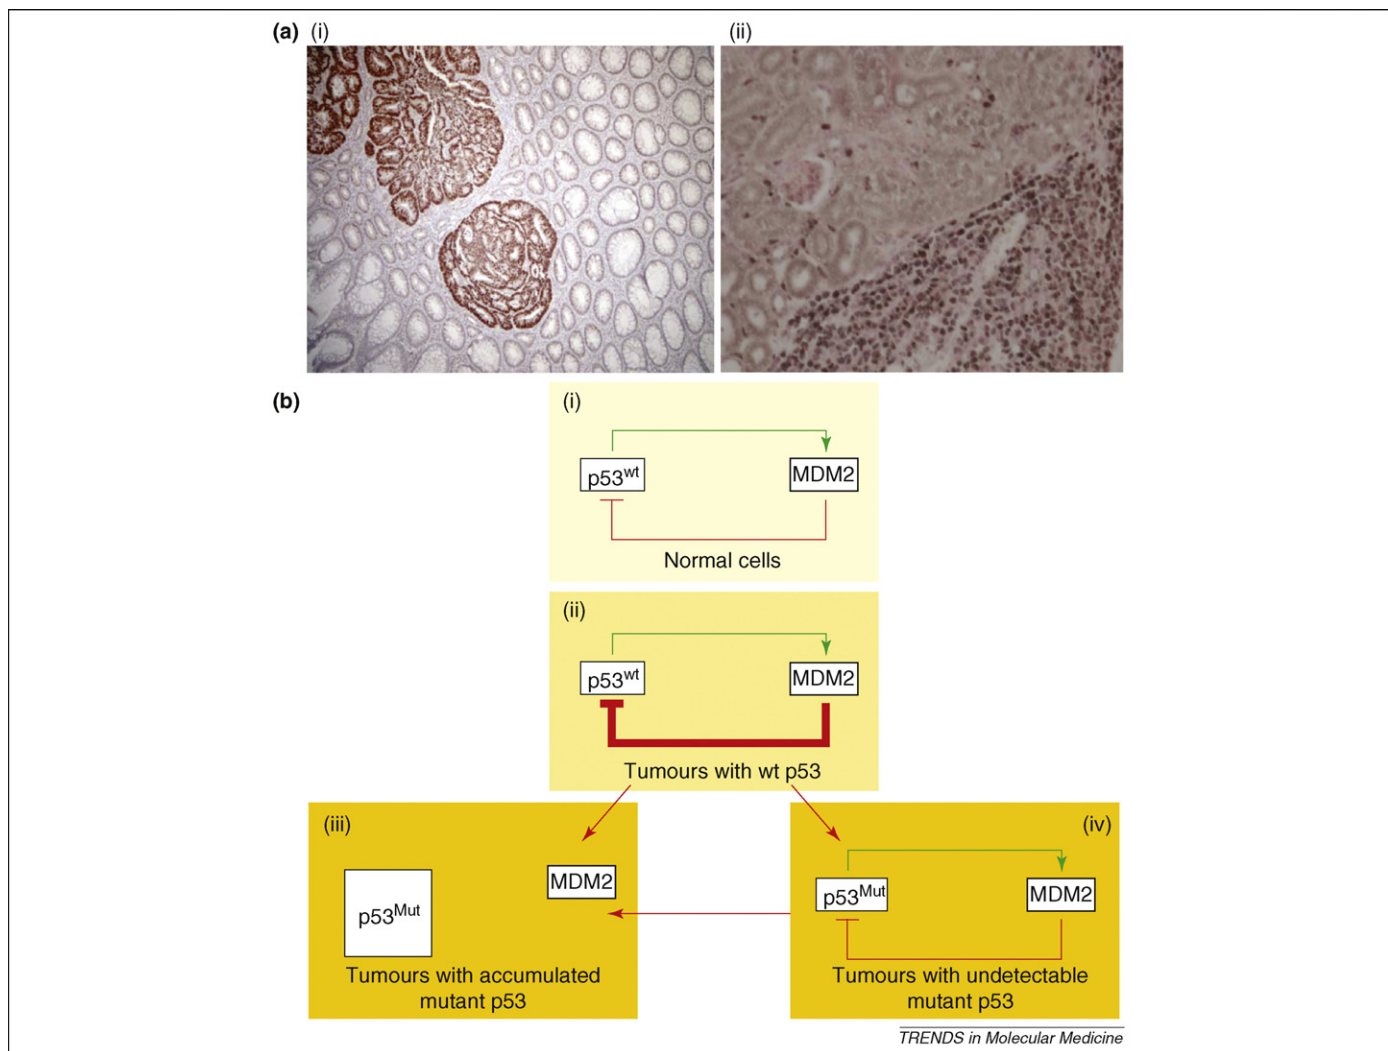 (a) (i) (ii)
(b)
(i)
p53wt MDM2
Normal cells
(ii)
p53wt MDM2
Tumours with wt p53
(iii)
MDM2
p53Mut
Tumours with accumulated
mutant p53
(iv)
p53Mut MDM2
Tumours with undetectable
mutant p53
TRENDS in Molecular Medicine